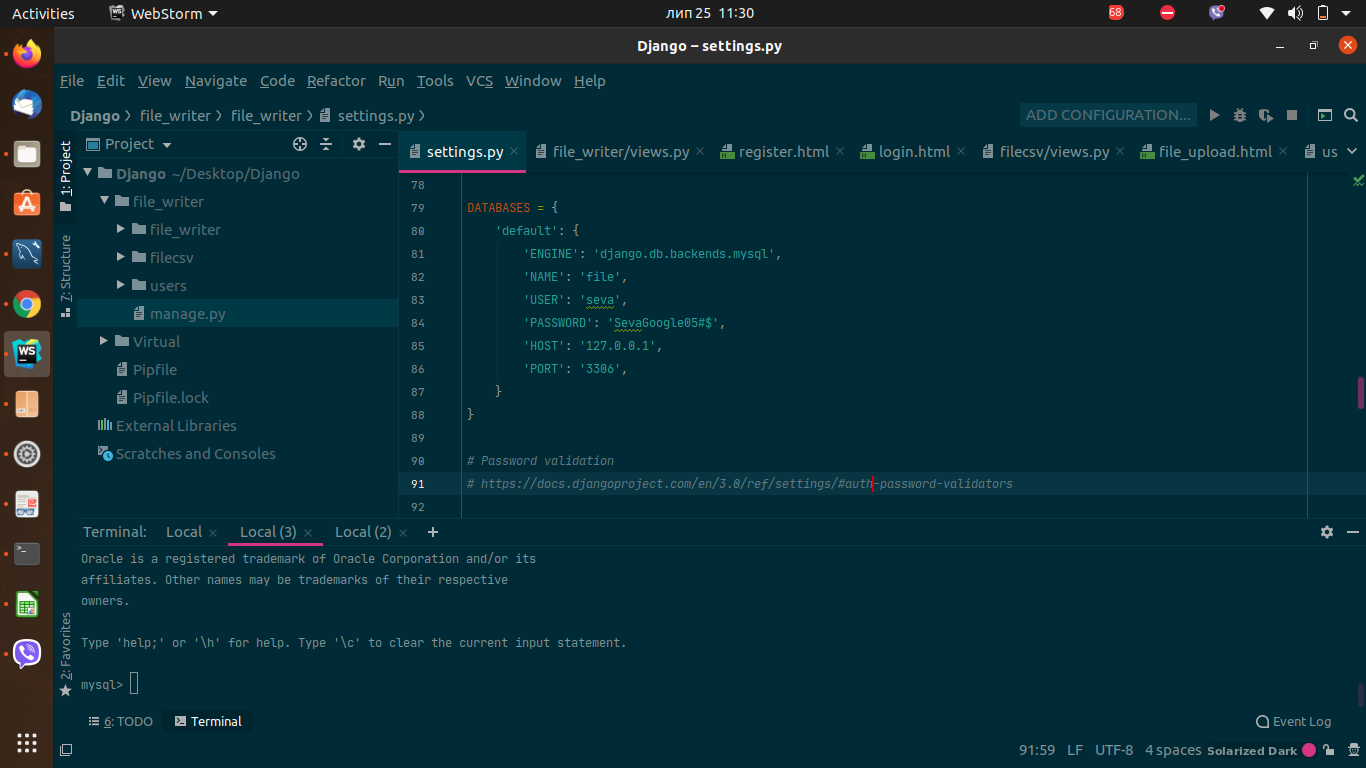 Activities
WebStorm
лип 25 11:30
68
Django – settings.py
File Edit View Navigate Code Refactor Run Tools VCS Window Help
Django file_writer file_writer settings.py
ADD CONFIGURATION...
1: Project
7: Structure
2: Favorites
Project
Django ~/Desktop/Django
file_writer
file_writer
filecsv
users
manage.py
Virtual
Pipfile
Pipfile.lock
External Libraries
Scratches and Consoles
settings.py file_writer/views.py register.html login.html filecsv/views.py file_upload.html us
78
79 DATABASES = {
80 'default': {
81 'ENGINE': 'django.db.backends.mysql',
82 'NAME': 'file',
83 'USER': 'seva',
84 'PASSWORD': 'SevaGoogle05#$',
85 'HOST': '127.0.0.1',
86 'PORT': '3306',
87 }
88 }
89
90 # Password validation
91 # https://docs.djangoproject.com/en/3.0/ref/settings/#auth-password-validators
92
Terminal: Local Local (3) Local (2) +
Oracle is a registered trademark of Oracle Corporation and/or its
affiliates. Other names may be trademarks of their respective
owners.
Type 'help;' or '\h' for help. Type '\c' to clear the current input statement.
mysql>
6: TODO Terminal Event Log
91:59 LF UTF-8 4 spaces Solarized Dark
WS